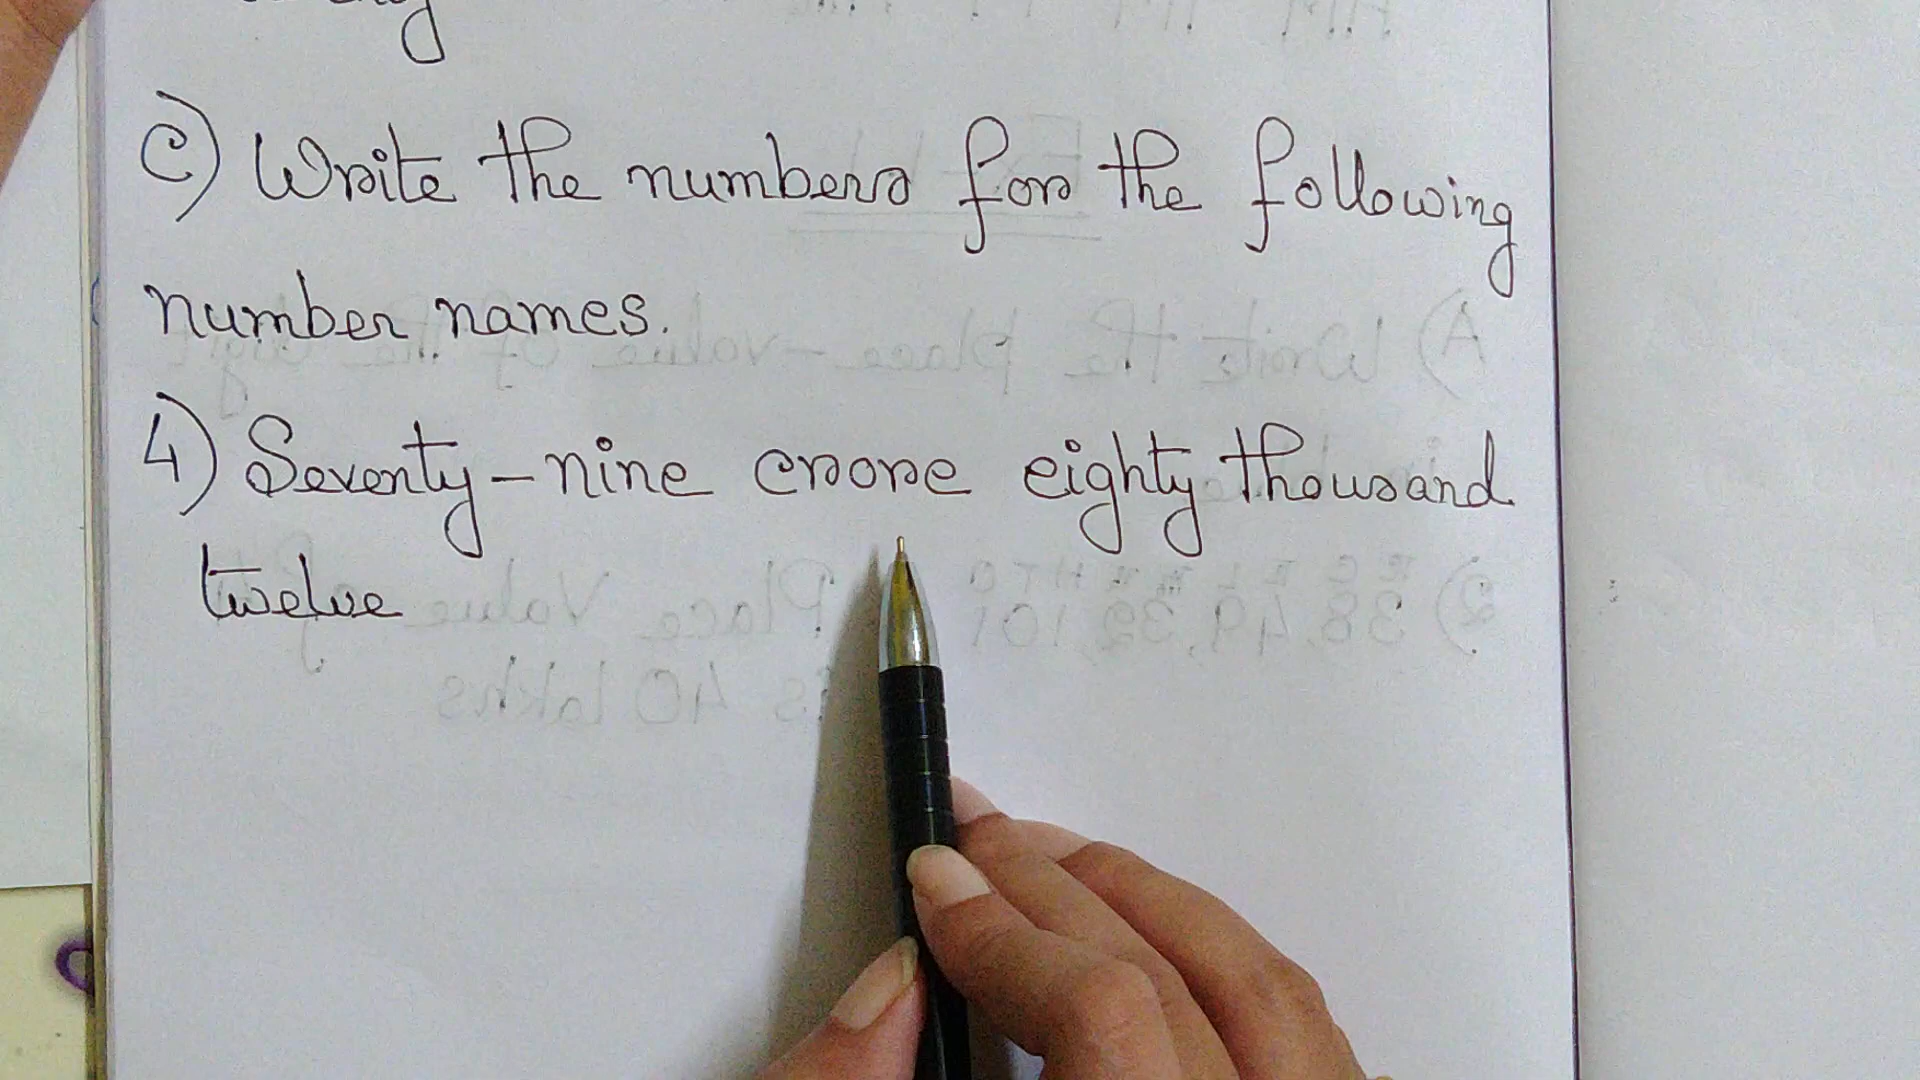 C) Write the numbers for the following
number names.
4) Seventy-nine crore eighty thousand
twelve